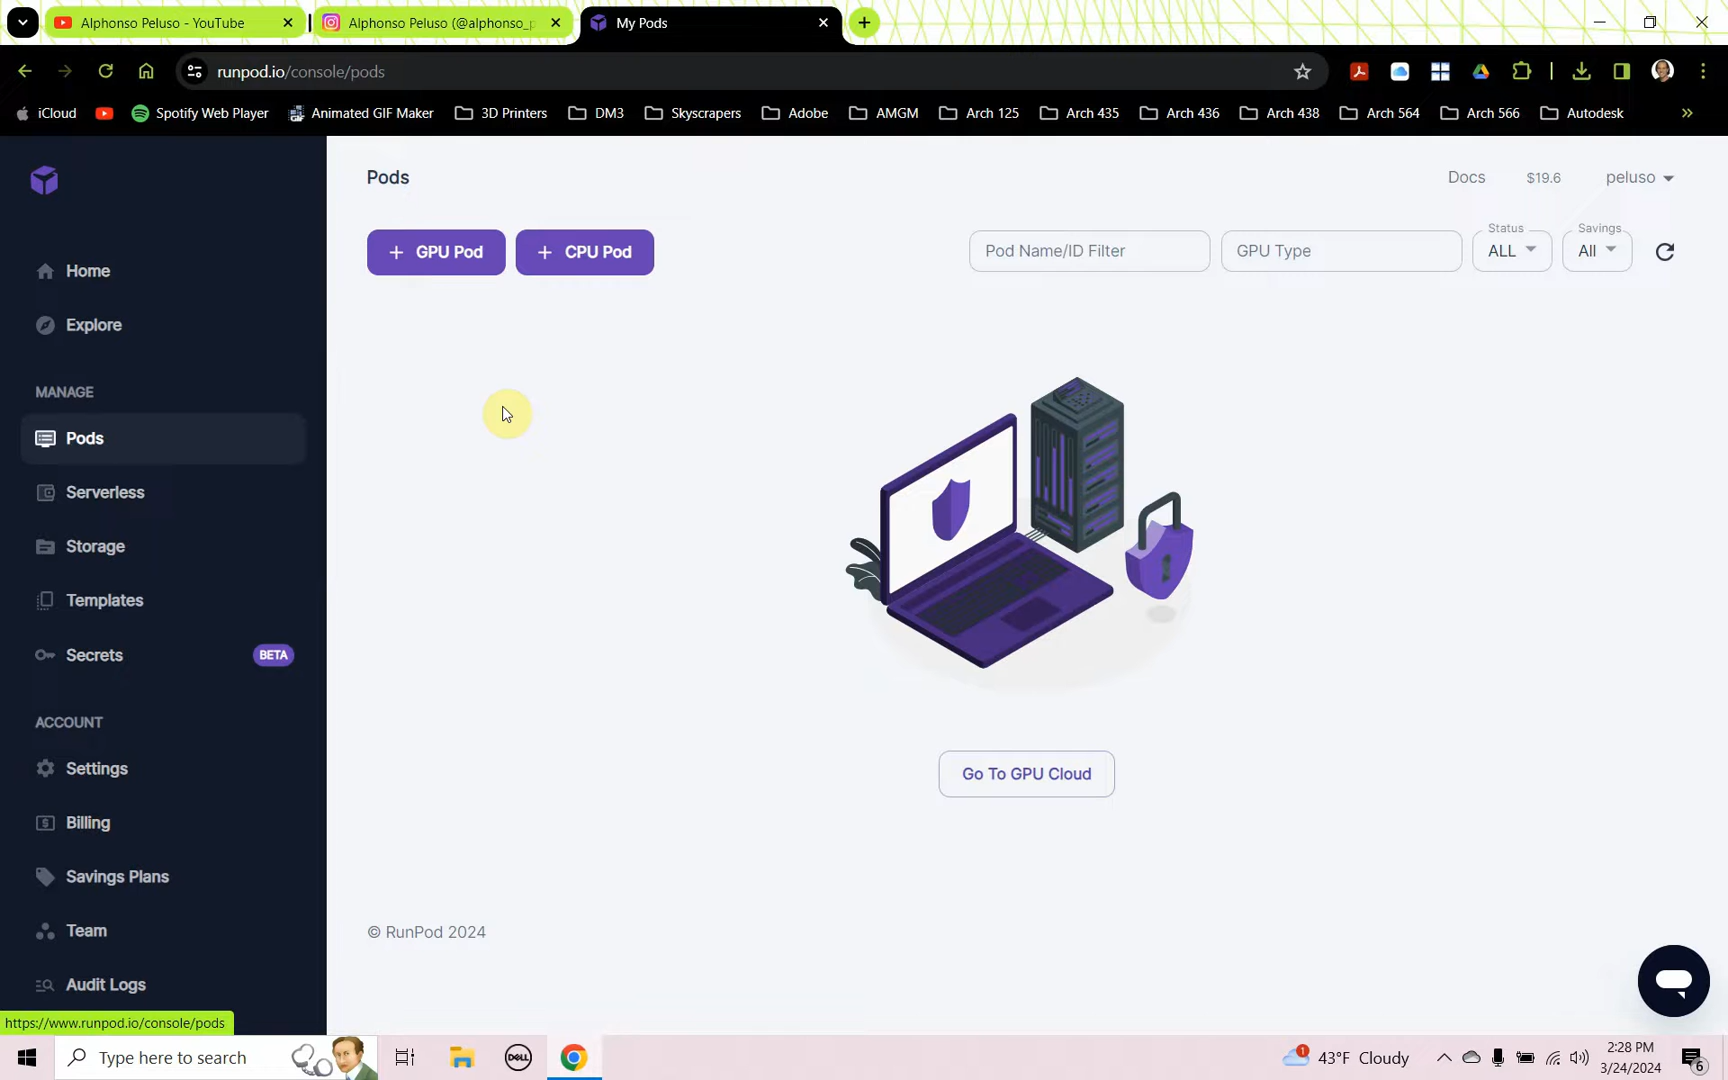 Alphonso Peluso - YouTube
Alphonso Peluso (@alphonso_p
My Pods
runpod.io/console/pods
iCloud
Spotify Web Player
Animated GIF Maker
3D Printers
DM3
Skyscrapers
Adobe
AMGM
Arch 125
Arch 435
Arch 436
Arch 438
Arch 564
Arch 566
Autodesk
»
Home
Explore
MANAGE
Pods
Serverless
Storage
Templates
Secrets
BETA
ACCOUNT
Settings
Billing
Savings Plans
Team
Audit Logs
https://www.runpod.io/console/pods
Pods
Docs
$19.6
peluso
+ GPU Pod
+ CPU Pod
Pod Name/ID Filter
GPU Type
Status
ALL
Savings
All
Go To GPU Cloud
© RunPod 2024
Type here to search
DELL
1
43°F Cloudy
2:28 PM
3/24/2024
6